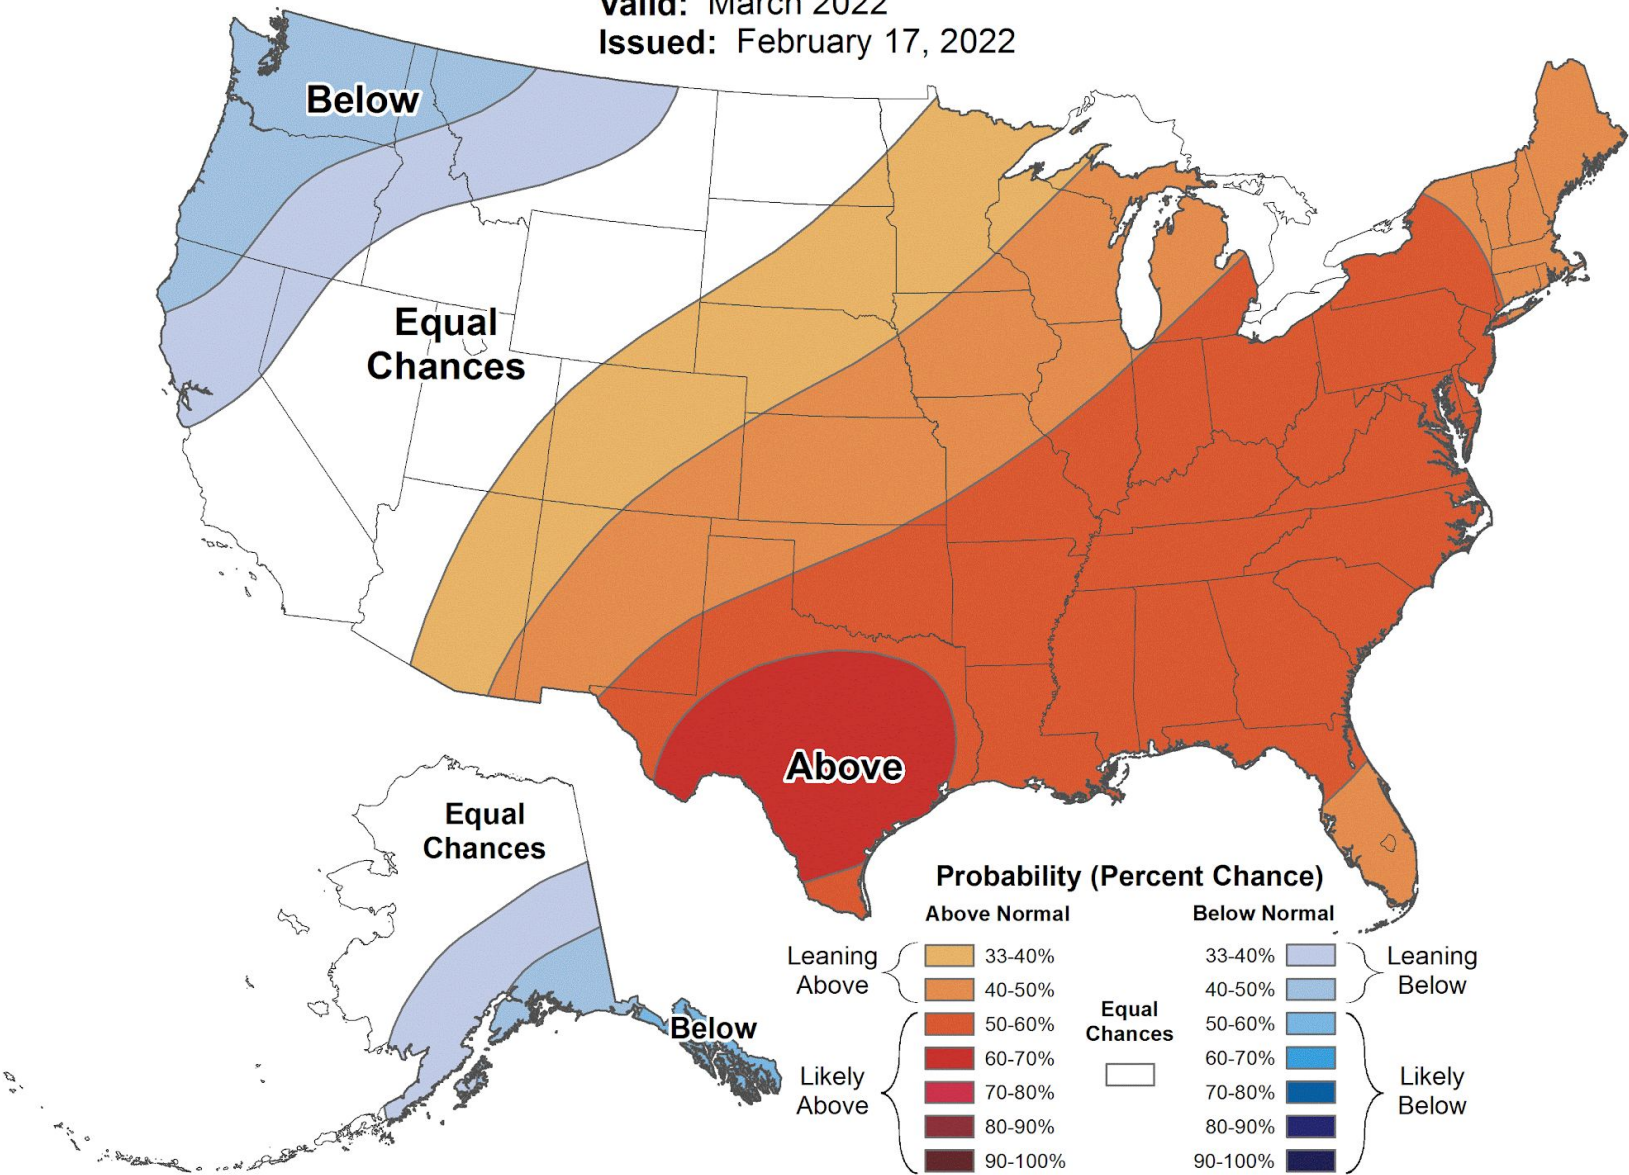 Valid: March 2022
Issued: February 17, 2022
Below
Equal
Chances
Above
Equal
Chances
Below
Probability (Percent Chance)
Above Normal
Below Normal
Leaning
Above
33-40%
40-50%
50-60%
60-70%
70-80%
80-90%
90-100%
Likely
Above
Equal
Chances
33-40%
40-50%
50-60%
60-70%
70-80%
80-90%
90-100%
Leaning
Below
Likely
Below